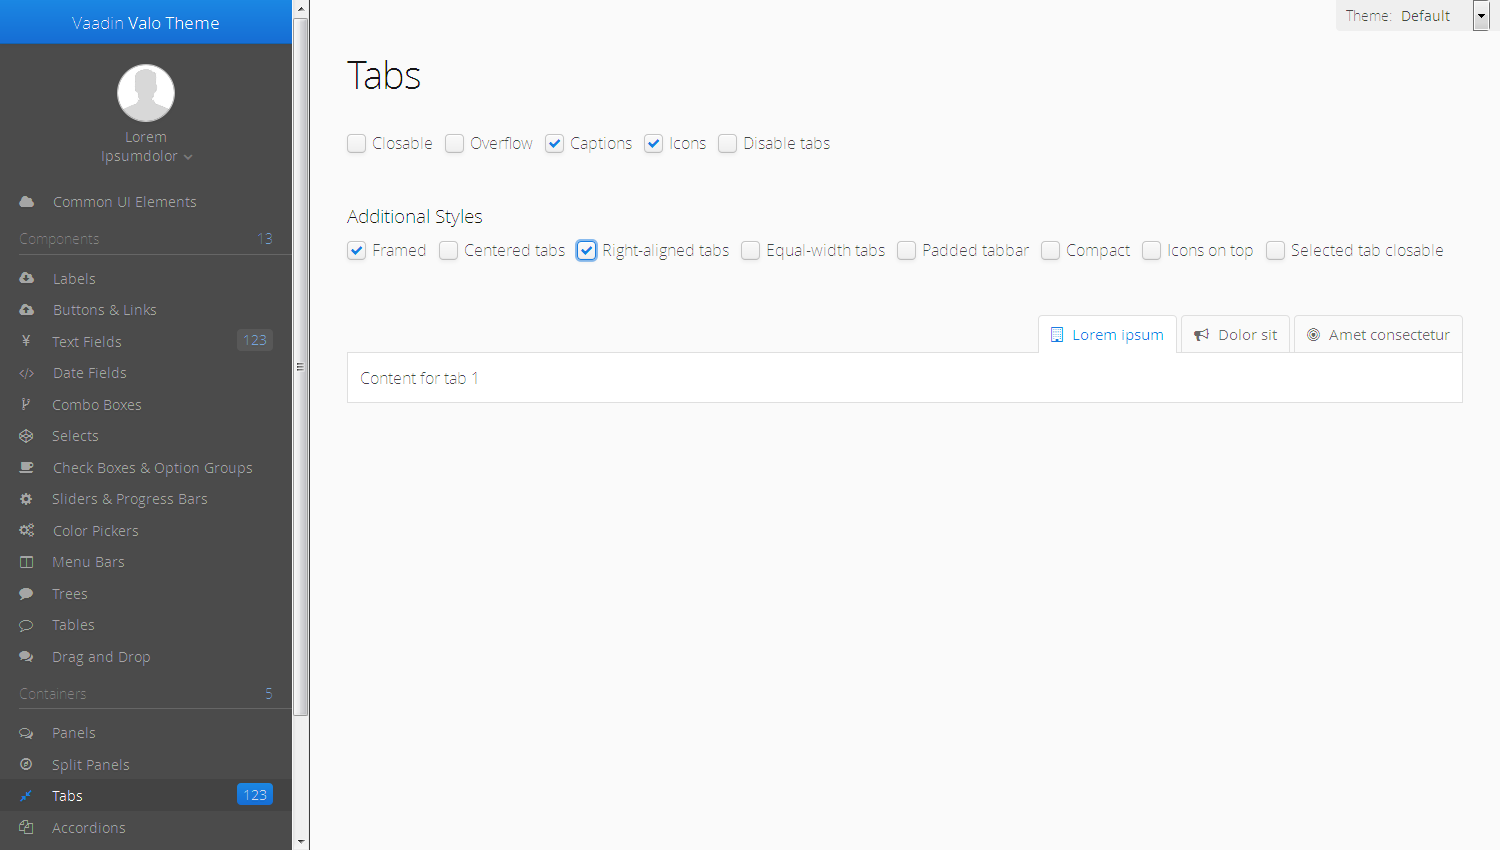 Vaadin Valo Theme
Theme: Default
Lorem
Ipsumdolor
Common UI Elements
Components 13
Labels
Buttons & Links
Text Fields 123
Date Fields
Combo Boxes
Selects
Check Boxes & Option Groups
Sliders & Progress Bars
Color Pickers
Menu Bars
Trees
Tables
Drag and Drop
Containers 5
Panels
Split Panels
Tabs 123
Accordions
Tabs
Closable Overflow Captions Icons Disable tabs
Additional Styles
Framed Centered tabs Right-aligned tabs Equal-width tabs Padded tabbar Compact Icons on top Selected tab closable
Lorem ipsum Dolor sit Amet consectetur
Content for tab 1